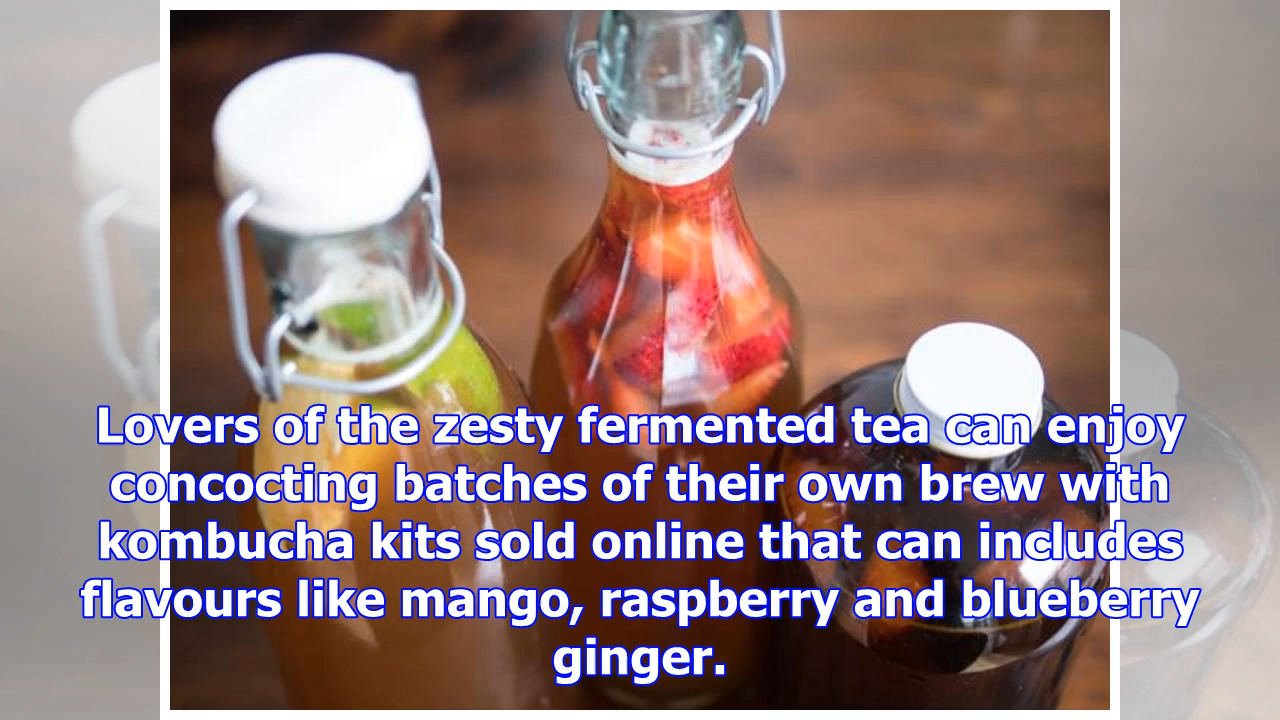 Lovers of the zesty fermented tea can enjoy
concocting batches of their own brew with
kombucha kits sold online that can includes
flavours like mango, raspberry and blueberry
ginger.